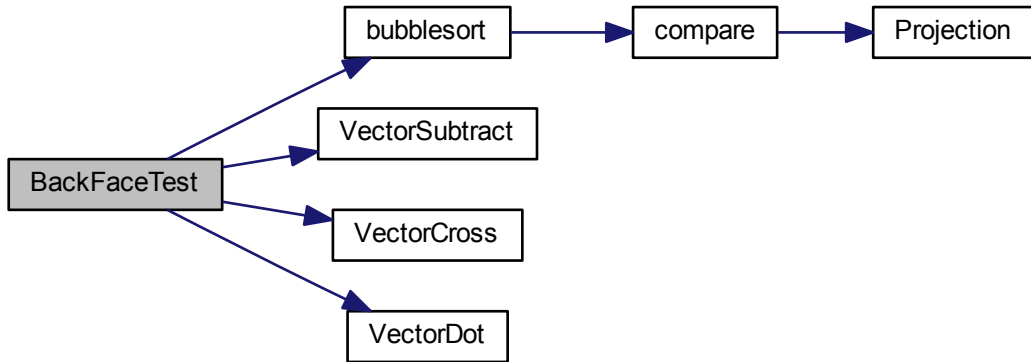 bubblesort
compare
Projection
VectorSubtract
BackFaceTest
VectorCross
VectorDot